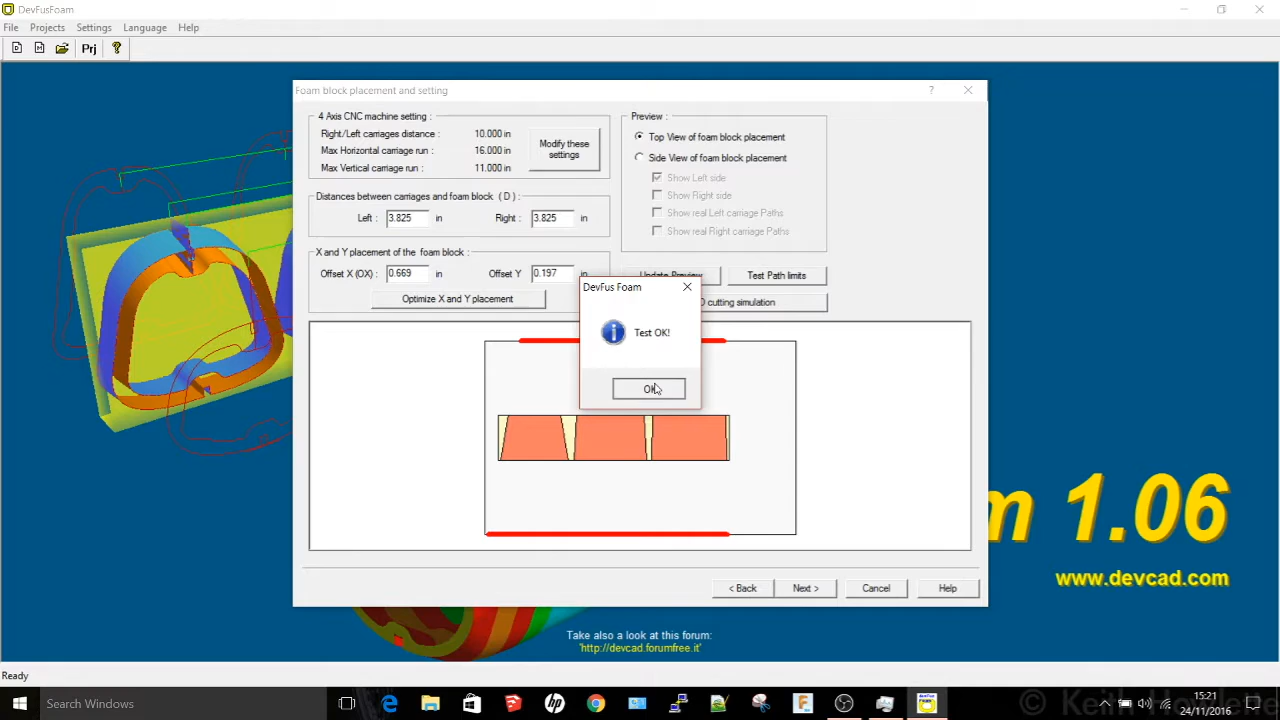 DevFusFoam
File Projects Settings Language Help
Prj
Foam block placement and setting
4 Axis CNC machine setting :
Right/Left carriages distance : 10.000 in
Max Horizontal carriage run : 16.000 in
Max Vertical carriage run : 11.000 in
Modify these settings
Preview :
Top View of foam block placement
Side View of foam block placement
Show Left side
Show Right side
Show real Left carriage Paths
Show real Right carriage Paths
Distances between carriages and foam block ( D ) :
Left : 3.825 in Right : 3.825 in
X and Y placement of the foam block :
Offset X (OX) : 0.669 in Offset Y 0.197 in
Optimize X and Y placement
Update Preview Test Path limits
D cutting simulation
DevFus Foam
Test OK!
OK
< Back Next > Cancel Help
m 1.06
www.devcad.com
Take also a look at this forum:
'http://devcad.forumfree.it'
Ready
Search Windows
15:21
24/11/2016